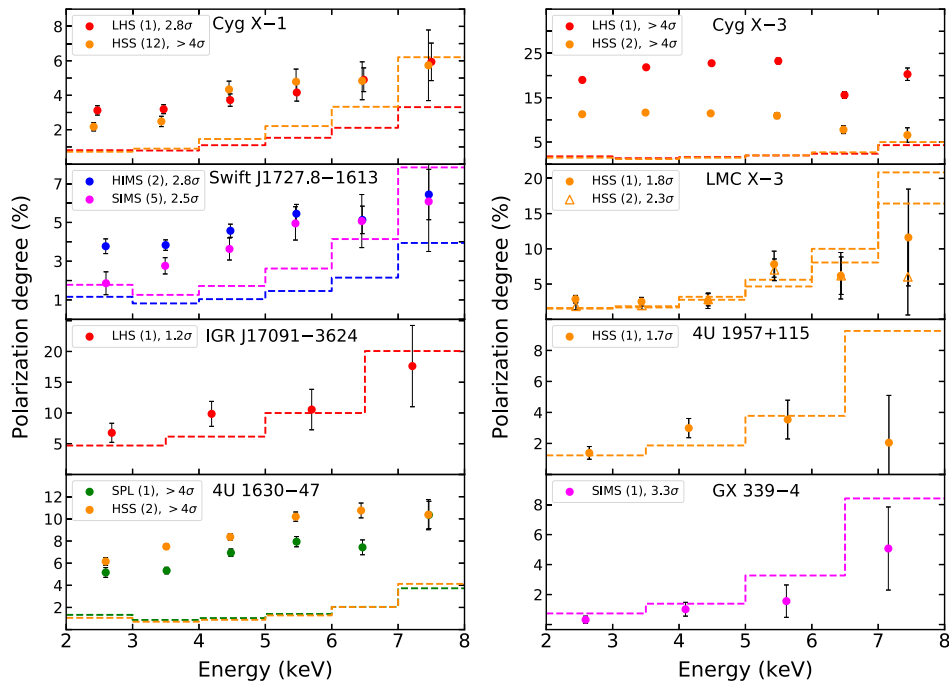 Cyg X−1
LHS (1), 2.8σ
HSS (12), > 4σ
8
6
4
2
Swift J1727.8−1613
HIMS (2), 2.8σ
SIMS (5), 2.5σ
7
5
3
1
IGR J17091−3624
LHS (1), 1.2σ
20
15
10
5
4U 1630−47
SPL (1), > 4σ
HSS (2), > 4σ
12
10
8
6
4
2
2 3 4 5 6 7 8
Energy (keV)
Polarization degree (%)
Polarization degree (%)
Cyg X−3
LHS (1), > 4σ
HSS (2), > 4σ
25
15
5
LMC X−3
HSS (1), 1.8σ
HSS (2), 2.3σ
20
15
10
5
4U 1957+115
HSS (1), 1.7σ
8
6
4
2
GX 339−4
SIMS (1), 3.3σ
8
6
4
2
0
2 3 4 5 6 7 8
Energy (keV)
Polarization degree (%)
Polarization degree (%)